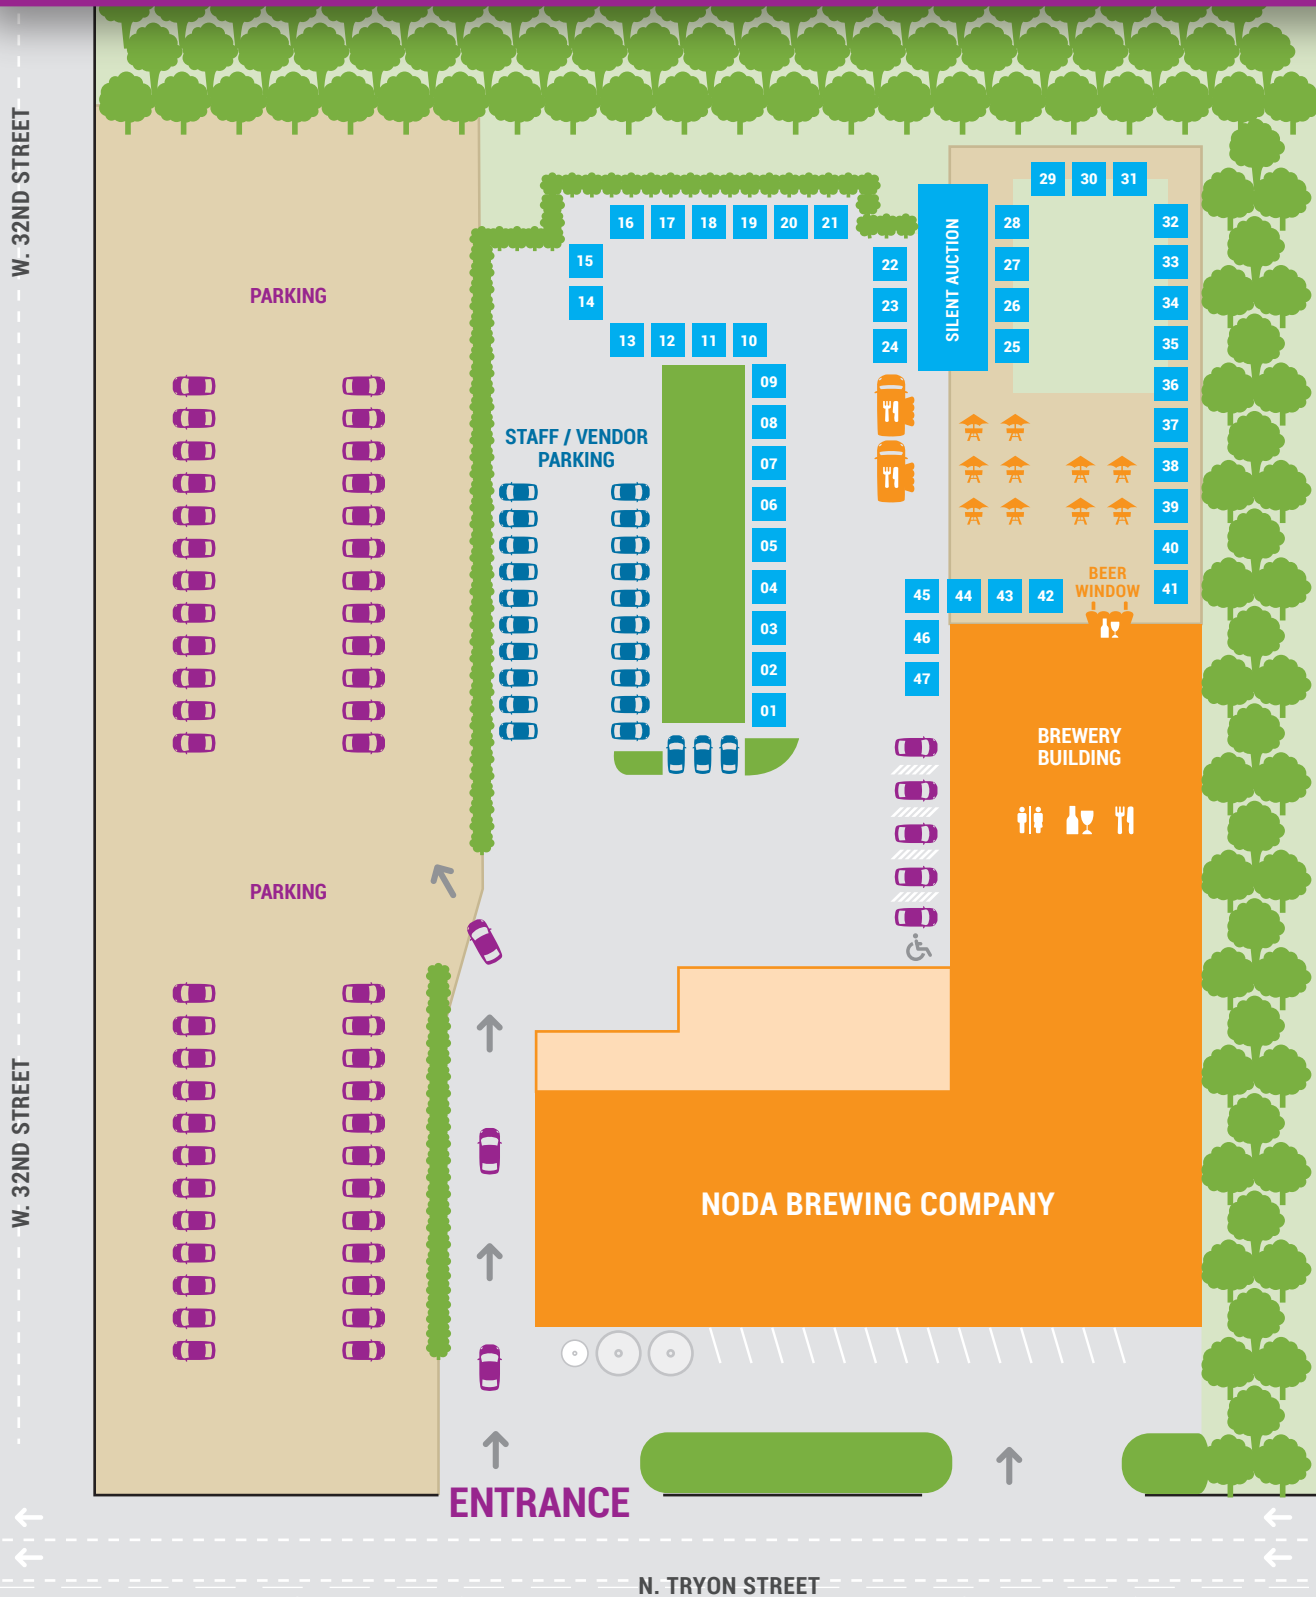 W. 32ND STREET
29 30 31
16 17 18 19 20 21
28
32
15
22
SILENT AUCTION
27
33
PARKING
14
23
26
34
13 12 11 10
24
25
35
09
36
08
37
STAFF / VENDOR
PARKING
07
38
06
39
05
40
BEER
WINDOW
04
41
45 44 43 42
03
46
02
47
01
BREWERY
BUILDING
PARKING
W. 32ND STREET
NODA BREWING COMPANY
ENTRANCE
N. TRYON STREET